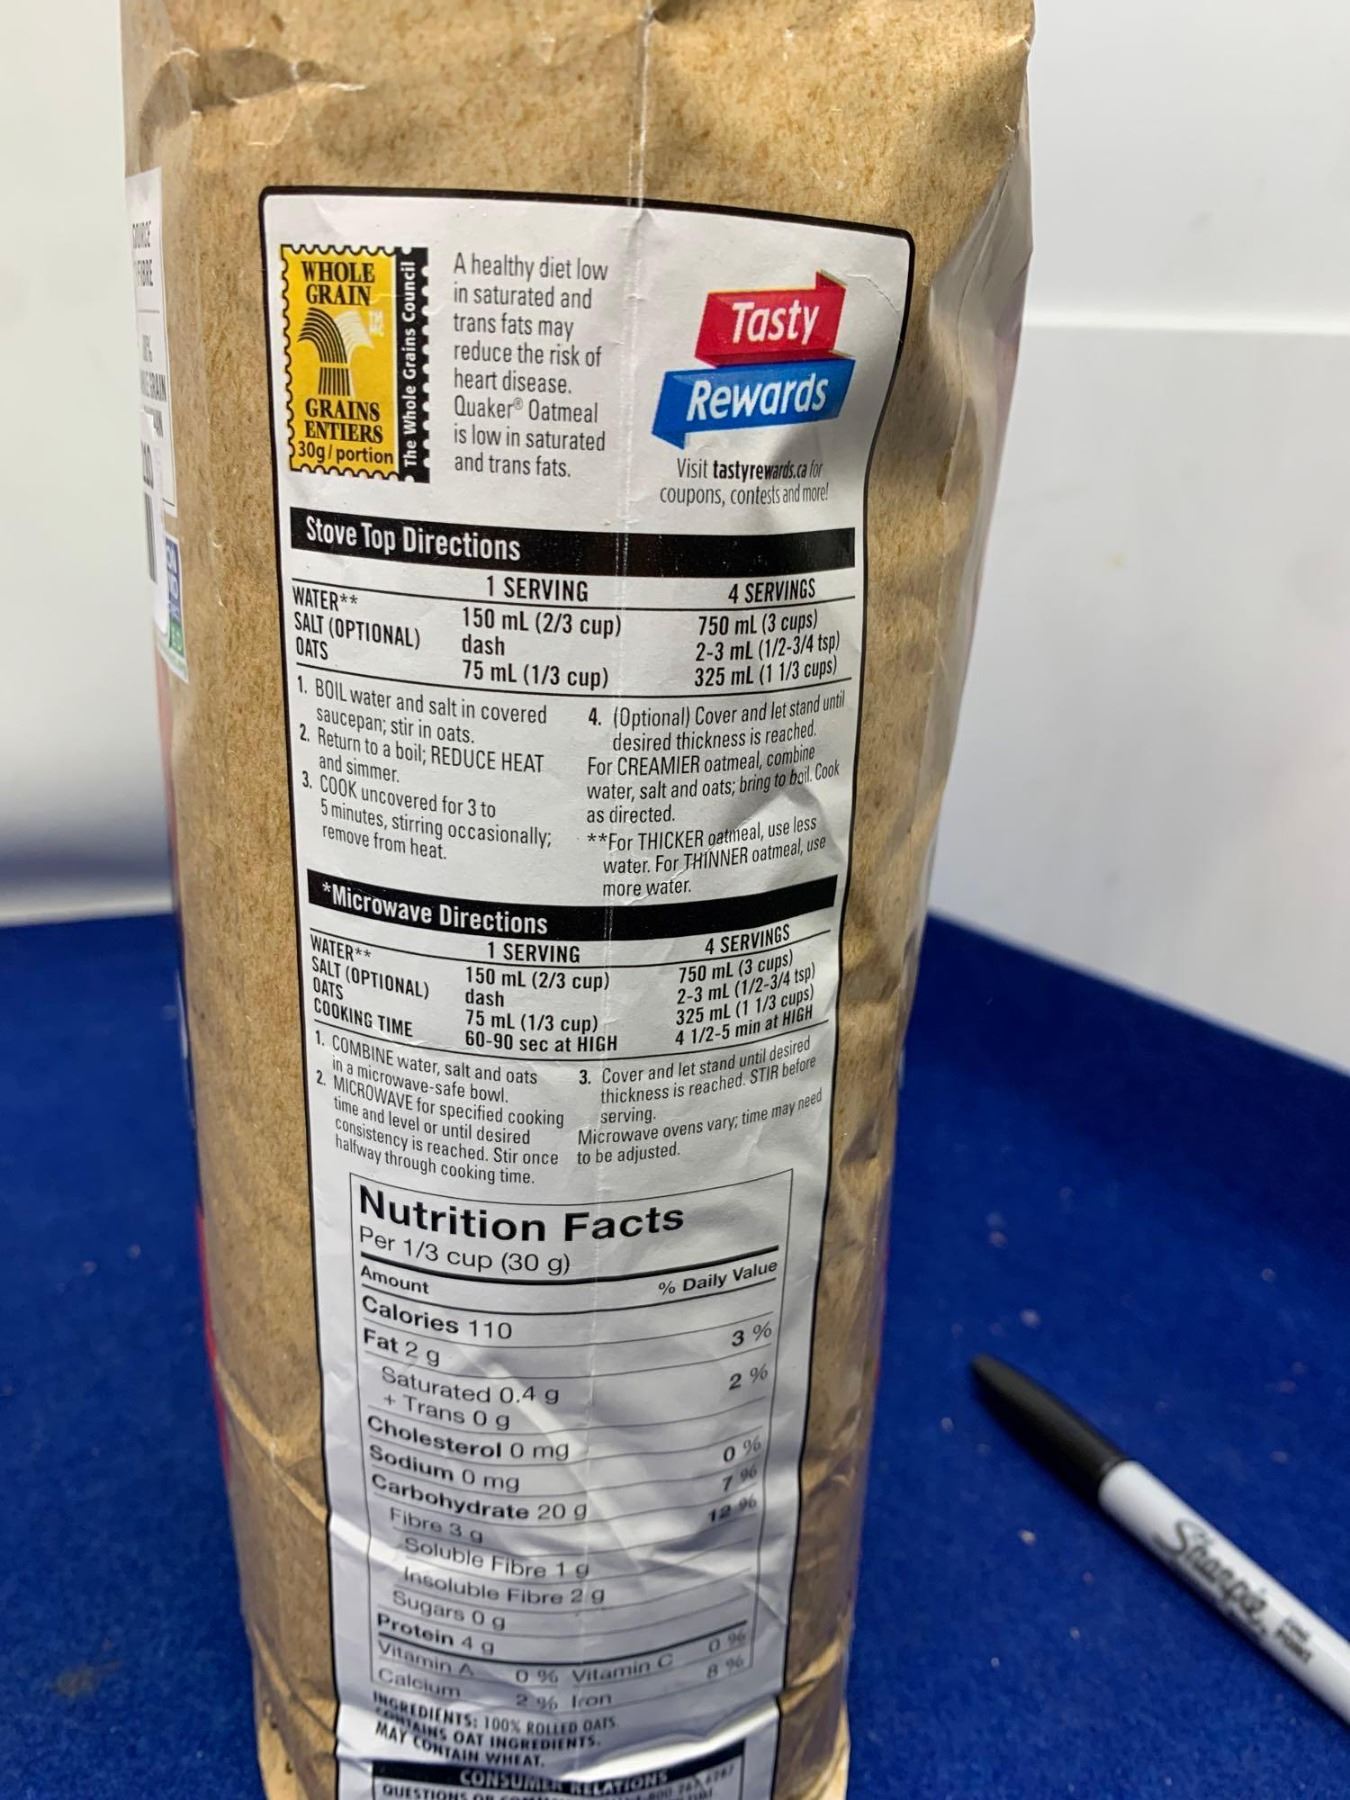 WHOLE
GRAIN
TM
MC
GRAINS
ENTIERS
30g/portion
The Whole Grains Council
A healthy diet low
in saturated and
trans fats may
reduce the risk of
heart disease.
Quaker® Oatmeal
is low in saturated
and trans fats.
Tasty
Rewards
Visit tastyrewards.ca for
coupons, contests and more!
Stove Top Directions
1 SERVING 4 SERVINGS
WATER** 150 mL (2/3 cup) 750 mL (3 cups)
SALT (OPTIONAL) dash 2-3 mL (1/2-3/4 tsp)
OATS 75 mL (1/3 cup) 325 mL (1 1/3 cups)
1. BOIL water and salt in covered
saucepan; stir in oats.
2. Return to a boil; REDUCE HEAT
and simmer.
3. COOK uncovered for 3 to
5 minutes, stirring occasionally;
remove from heat.
4. (Optional) Cover and let stand until
desired thickness is reached.
For CREAMIER oatmeal, combine
water, salt and oats; bring to boil. Cook
as directed.
**For THICKER oatmeal, use less
water. For THINNER oatmeal, use
more water.
*Microwave Directions
1 SERVING 4 SERVINGS
WATER** 150 mL (2/3 cup) 750 mL (3 cups)
SALT (OPTIONAL) dash 2-3 mL (1/2-3/4 tsp)
OATS 75 mL (1/3 cup) 325 mL (1 1/3 cups)
COOKING TIME 60-90 sec at HIGH 4 1/2-5 min at HIGH
1. COMBINE water, salt and oats
in a microwave-safe bowl.
2. MICROWAVE for specified cooking
time and level or until desired
consistency is reached. Stir once
halfway through cooking time.
3. Cover and let stand until desired
thickness is reached. STIR before
serving.
Microwave ovens vary; time may need
to be adjusted.
Nutrition Facts
Per 1/3 cup (30 g)
Amount % Daily Value
Calories 110
Fat 2 g 3 %
Saturated 0.4 g 2 %
+ Trans 0 g
Cholesterol 0 mg
Sodium 0 mg 0 %
Carbohydrate 20 g 7 %
Fibre 3 g 12 %
Soluble Fibre 1 g
Insoluble Fibre 2 g
Sugars 0 g
Protein 4 g
Vitamin A 0 % Vitamin C 0 %
Calcium 2 % Iron 8 %
INGREDIENTS: 100% ROLLED OATS.
CONTAINS OAT INGREDIENTS.
MAY CONTAIN WHEAT.
CONSUMER RELATIONS
QUESTIONS OR
Sharpie